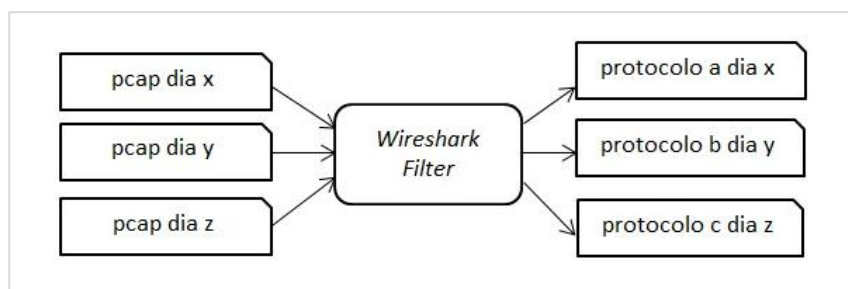 pcap dia x
pcap dia y
pcap dia z
Wireshark
Filter
protocolo a dia x
protocolo b dia y
protocolo c dia z